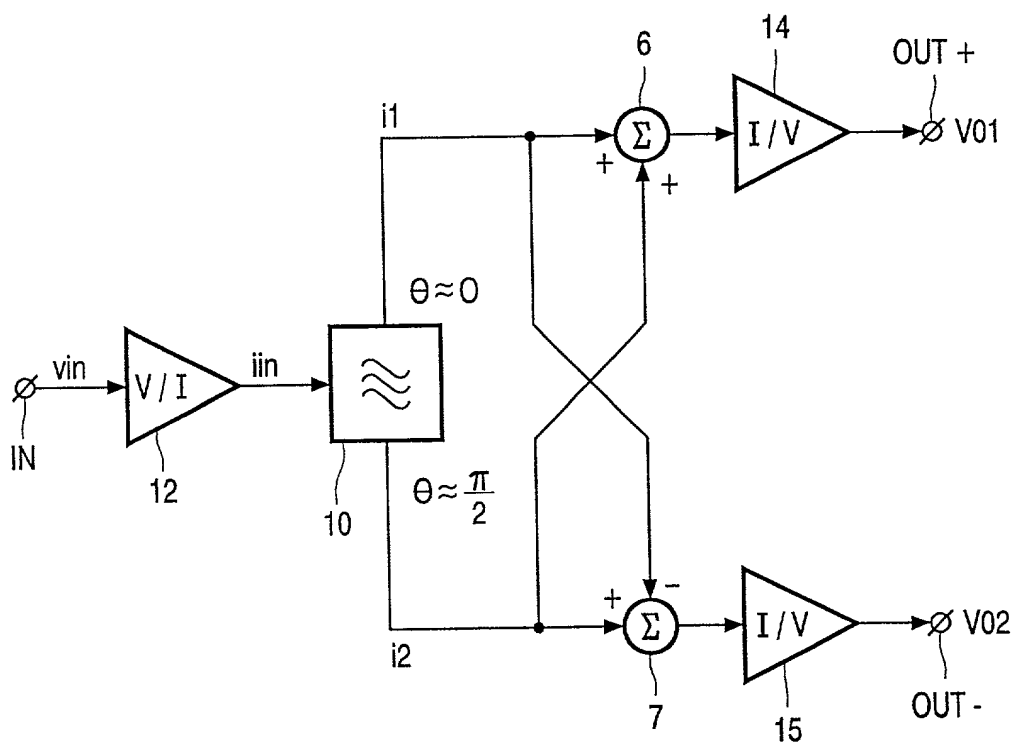 14
6
OUT +
i1
Σ
I/V
V01
+
+
θ≈0
vin
iin
V/I
IN
12
10
θ≈π/2
+
-
Σ
I/V
V02
i2
7
15
OUT -